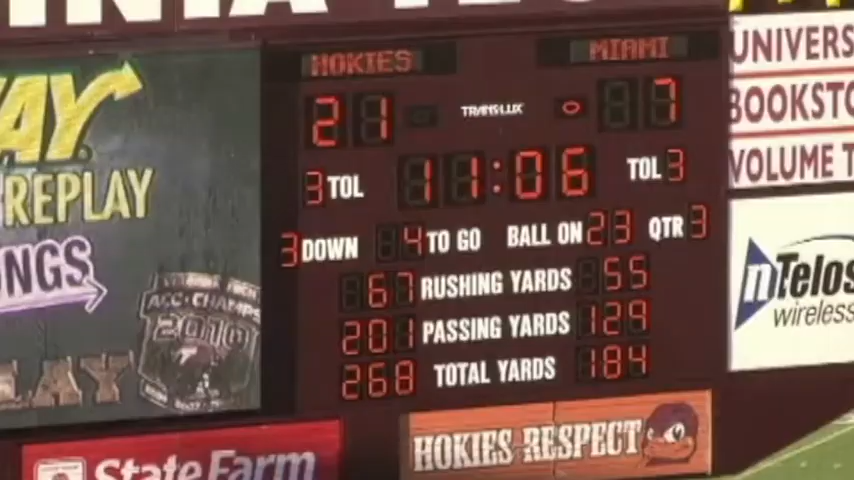 HOKIES MIAMI
21 TRANS-LUX 7
3 TOL 11:06 TOL 3
3 DOWN 4 TO GO BALL ON 23 QTR 3
67 RUSHING YARDS 55
201 PASSING YARDS 129
268 TOTAL YARDS 184
REPLAY
ACC-CHAMPS
2010
State Farm
HOKIES RESPECT
BOOKSTO
VOLUME T
nTelos
wireless